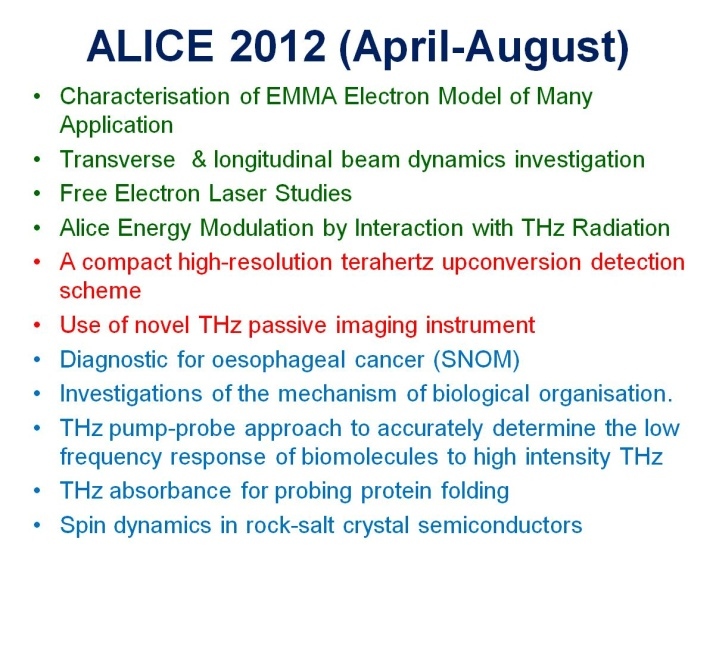 ALICE 2012 (April-August)
• Characterisation of EMMA Electron Model of Many
Application
• Transverse  & longitudinal beam dynamics investigation
• Free Electron Laser Studies
• Alice Energy Modulation by Interaction with THz Radiation
• A compact high-resolution terahertz upconversion detection
scheme
• Use of novel THz passive imaging instrument
• Diagnostic for oesophageal cancer (SNOM)
• Investigations of the mechanism of biological organisation.
• THz pump-probe approach to accurately determine the low
frequency response of biomolecules to high intensity THz
• THz absorbance for probing protein folding
• Spin dynamics in rock-salt crystal semiconductors